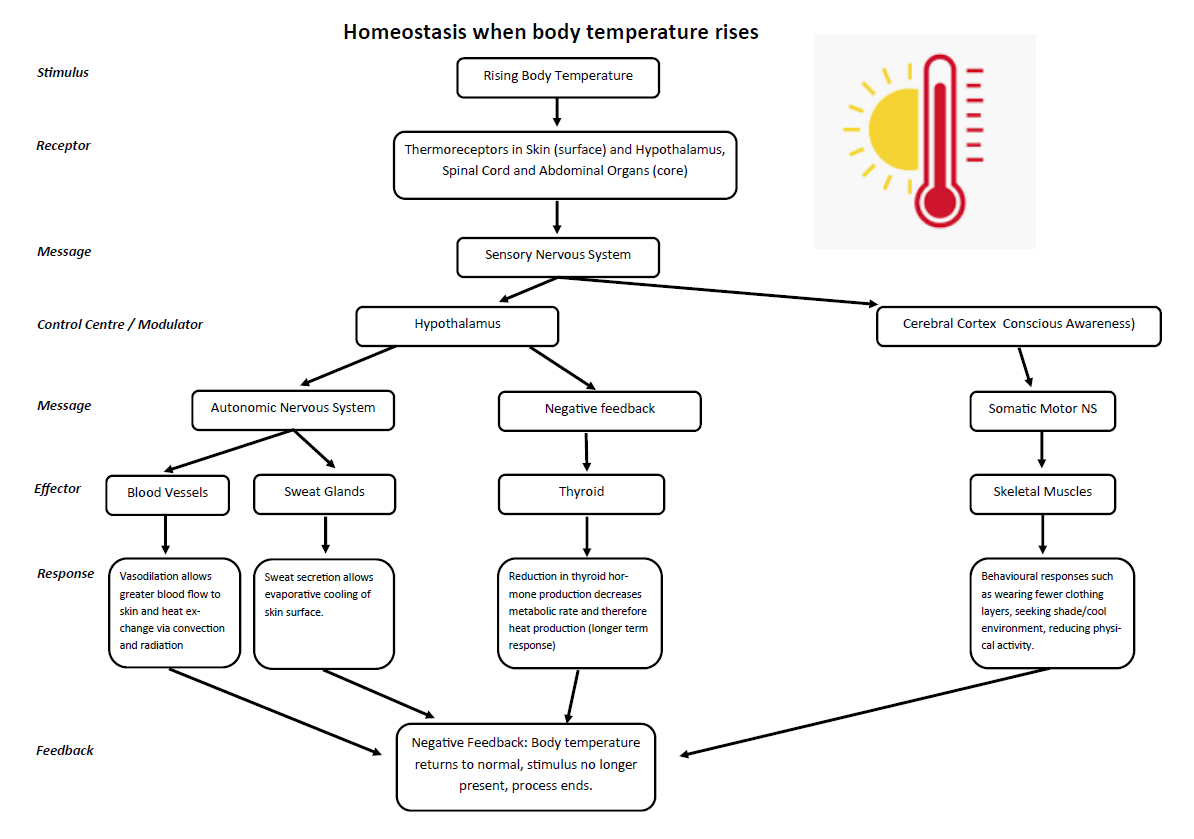 Homeostasis when body temperature rises
Stimulus
Rising Body Temperature
Receptor
Thermoreceptors in Skin (surface) and Hypothalamus,
Spinal Cord and Abdominal Organs (core)
Message
Sensory Nervous System
Control Centre / Modulator
Hypothalamus
Cerebral Cortex  Conscious Awareness)
Message
Autonomic Nervous System
Negative feedback
Somatic Motor NS
Effector
Blood Vessels
Sweat Glands
Thyroid
Skeletal Muscles
Response
Vasodilation allows
greater blood flow to
skin and heat ex-
change via convection
and radiation
Sweat secretion allows
evaporative cooling of
skin surface.
Reduction in thyroid hor-
mone production decreases
metabolic rate and therefore
heat production (longer term
response)
Behavioural responses such
as wearing fewer clothing
layers, seeking shade/cool
environment, reducing physi-
cal activity.
Feedback
Negative Feedback: Body temperature
returns to normal, stimulus no longer
present, process ends.